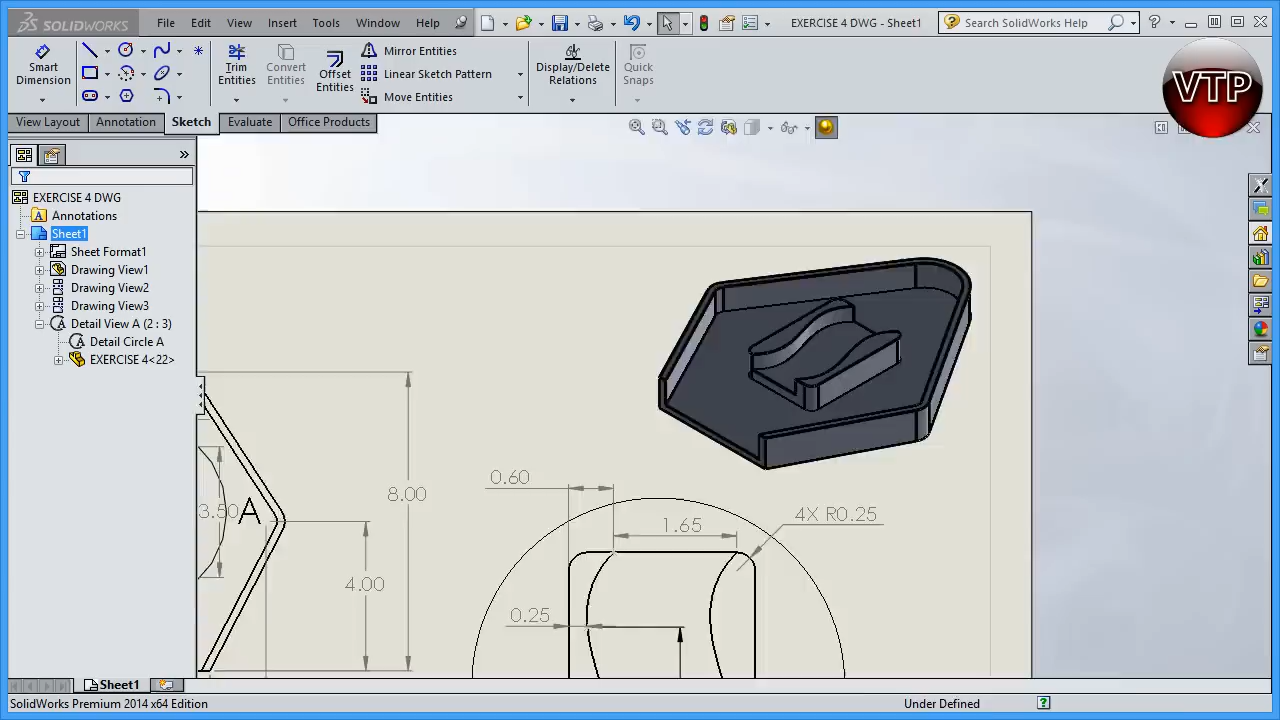 SOLIDWORKS File Edit View Insert Tools Window Help EXERCISE 4 DWG - Sheet1 Search SolidWorks Help
VTP
Smart Dimension
Trim Entities
Convert Entities
Offset Entities
Mirror Entities
Linear Sketch Pattern
Move Entities
Display/Delete Relations
Quick Snaps
View Layout Annotation Sketch Evaluate Office Products
EXERCISE 4 DWG
Annotations
Sheet1
Sheet Format1
Drawing View1
Drawing View2
Drawing View3
Detail View A (2 : 3)
Detail Circle A
EXERCISE 4<22>
0.60
8.00
3.50
A
4X R0.25
1.65
4.00
0.25
Sheet1
SolidWorks Premium 2014 x64 Edition Under Defined